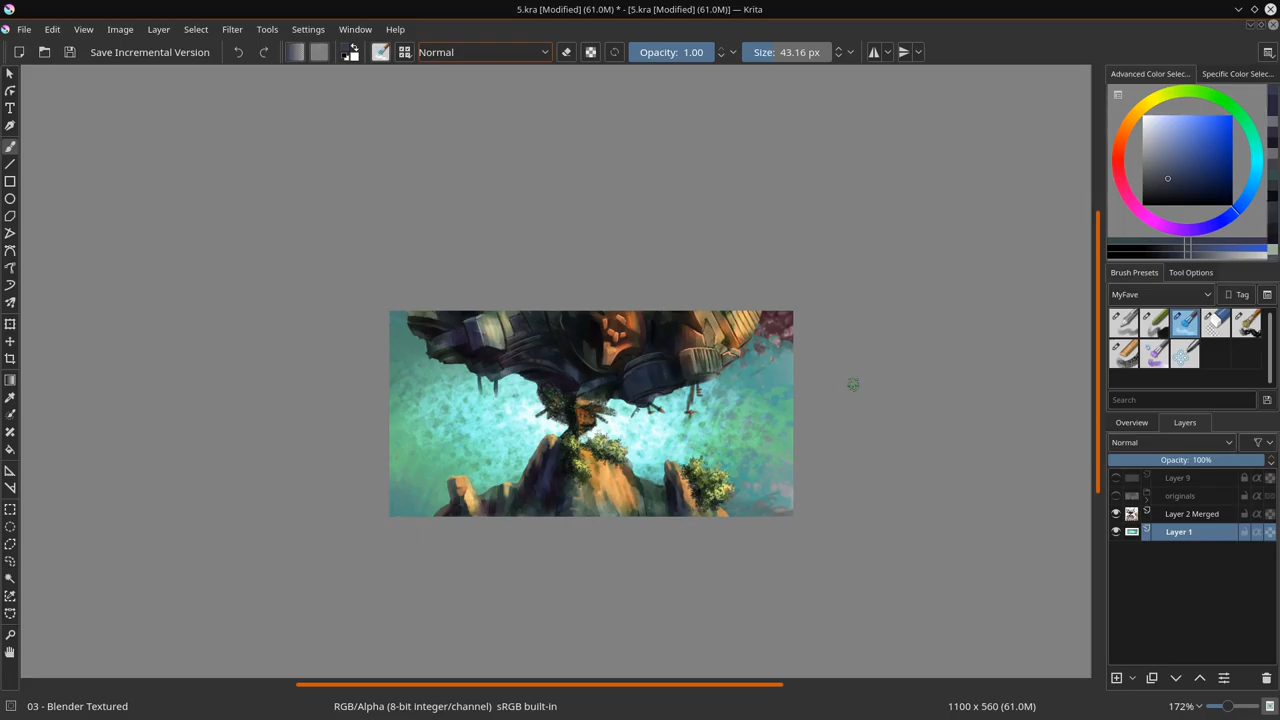 5.kra [Modified] (61.0M) * - [5.kra [Modified] (61.0M)] — Krita
File Edit View Image Layer Select Filter Tools Settings Window Help
Save Incremental Version
Normal
Opacity: 1.00
Size: 43.16 px
Advanced Color Selec...
Specific Color Selec...
Brush Presets
Tool Options
MyFave
Tag
Search
Overview
Layers
Normal
Opacity: 100%
Layer 9
originals
Layer 2 Merged
Layer 1
03 - Blender Textured
RGB/Alpha (8-bit integer/channel) sRGB built-in
1100 x 560 (61.0M)
172%